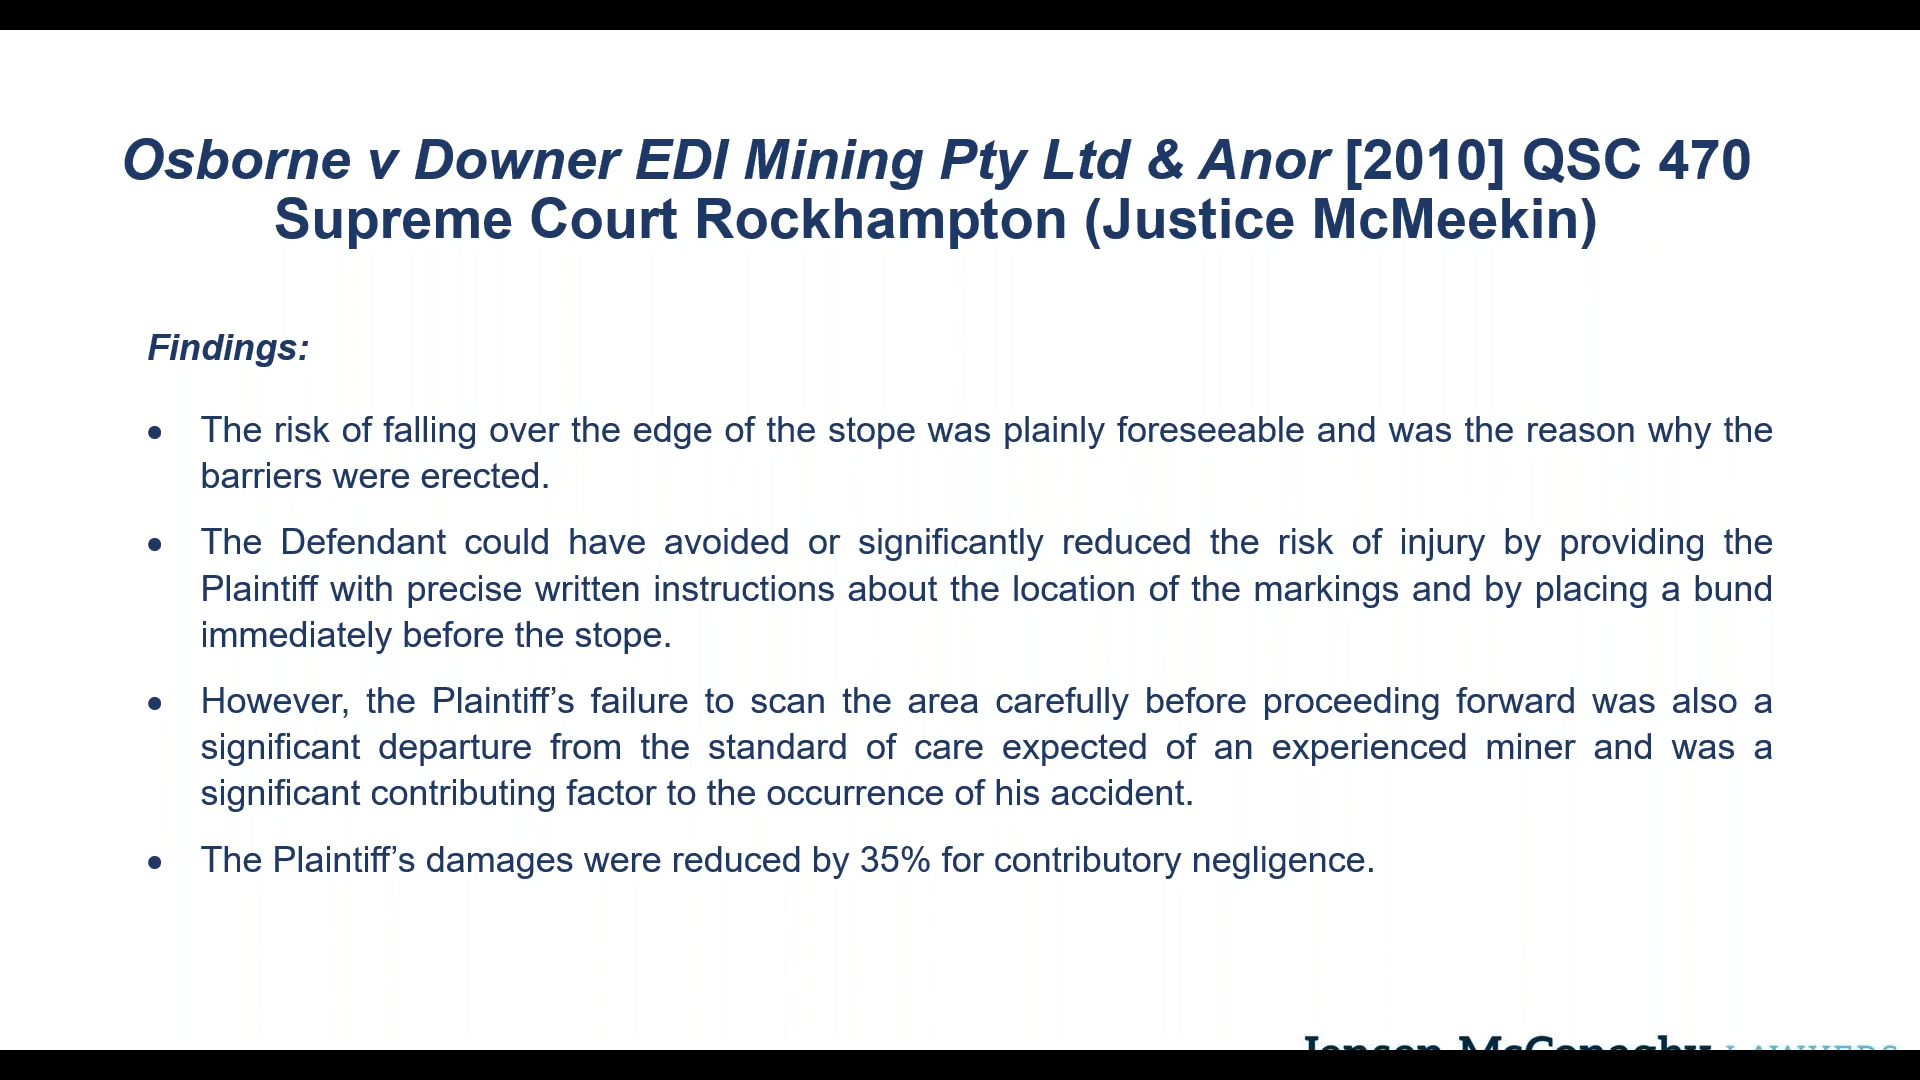 Osborne v Downer EDI Mining Pty Ltd & Anor [2010] QSC 470
Supreme Court Rockhampton (Justice McMeekin)
Findings:
• The risk of falling over the edge of the stope was plainly foreseeable and was the reason why the
barriers were erected.
• The Defendant could have avoided or significantly reduced the risk of injury by providing the
Plaintiff with precise written instructions about the location of the markings and by placing a bund
immediately before the stope.
• However, the Plaintiff’s failure to scan the area carefully before proceeding forward was also a
significant departure from the standard of care expected of an experienced miner and was a
significant contributing factor to the occurrence of his accident.
• The Plaintiff’s damages were reduced by 35% for contributory negligence.
Jensen McConaghy LAWYERS